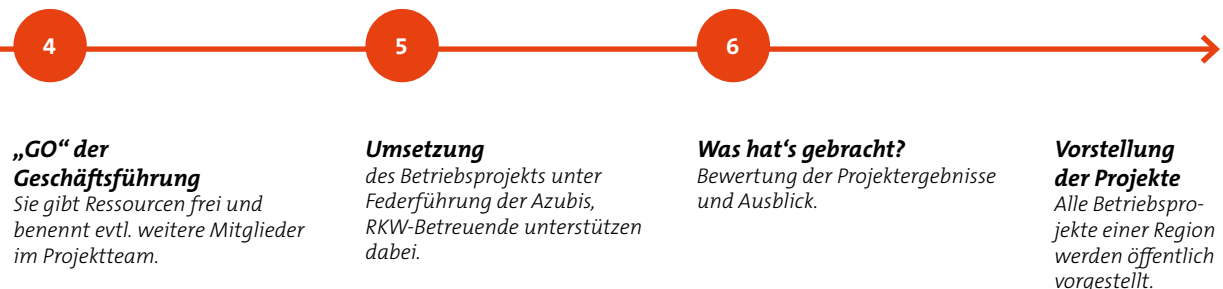 4
5
6
„GO“ der
Geschäftsführung
Sie gibt Ressourcen frei und
benennt evtl. weitere Mitglieder
im Projektteam.
Umsetzung
des Betriebsprojekts unter
Federführung der Azubis,
RKW-Betreuende unterstützen
dabei.
Was hat‘s gebracht?
Bewertung der Projektergebnisse
und Ausblick.
Vorstellung
der Projekte
Alle Betriebspro-
jekte einer Region
werden öffentlich
vorgestellt.